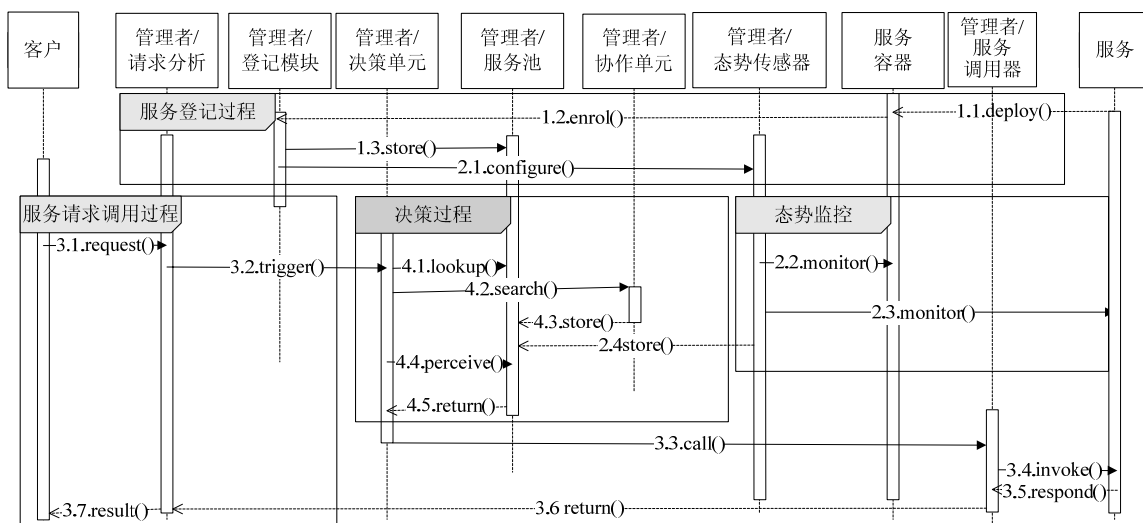 客户
管理者/
请求分析
管理者/
登记模块
管理者/
决策单元
管理者/
服务池
管理者/
协作单元
管理者/
态势传感器
服务
容器
管理者/
服务
调用器
服务
服务登记过程
1.2.enrol()
1.1.deploy()
1.3.store()
2.1.configure()
服务请求调用过程
决策过程
态势监控
3.1.request()
3.2.trigger()
4.1.lookup()
2.2.monitor()
4.2.search()
2.3.monitor()
4.3.store()
2.4store()
4.4.perceive()
4.5.return()
3.3.call()
3.4.invoke()
3.5.respond()
3.6 return()
3.7.result()